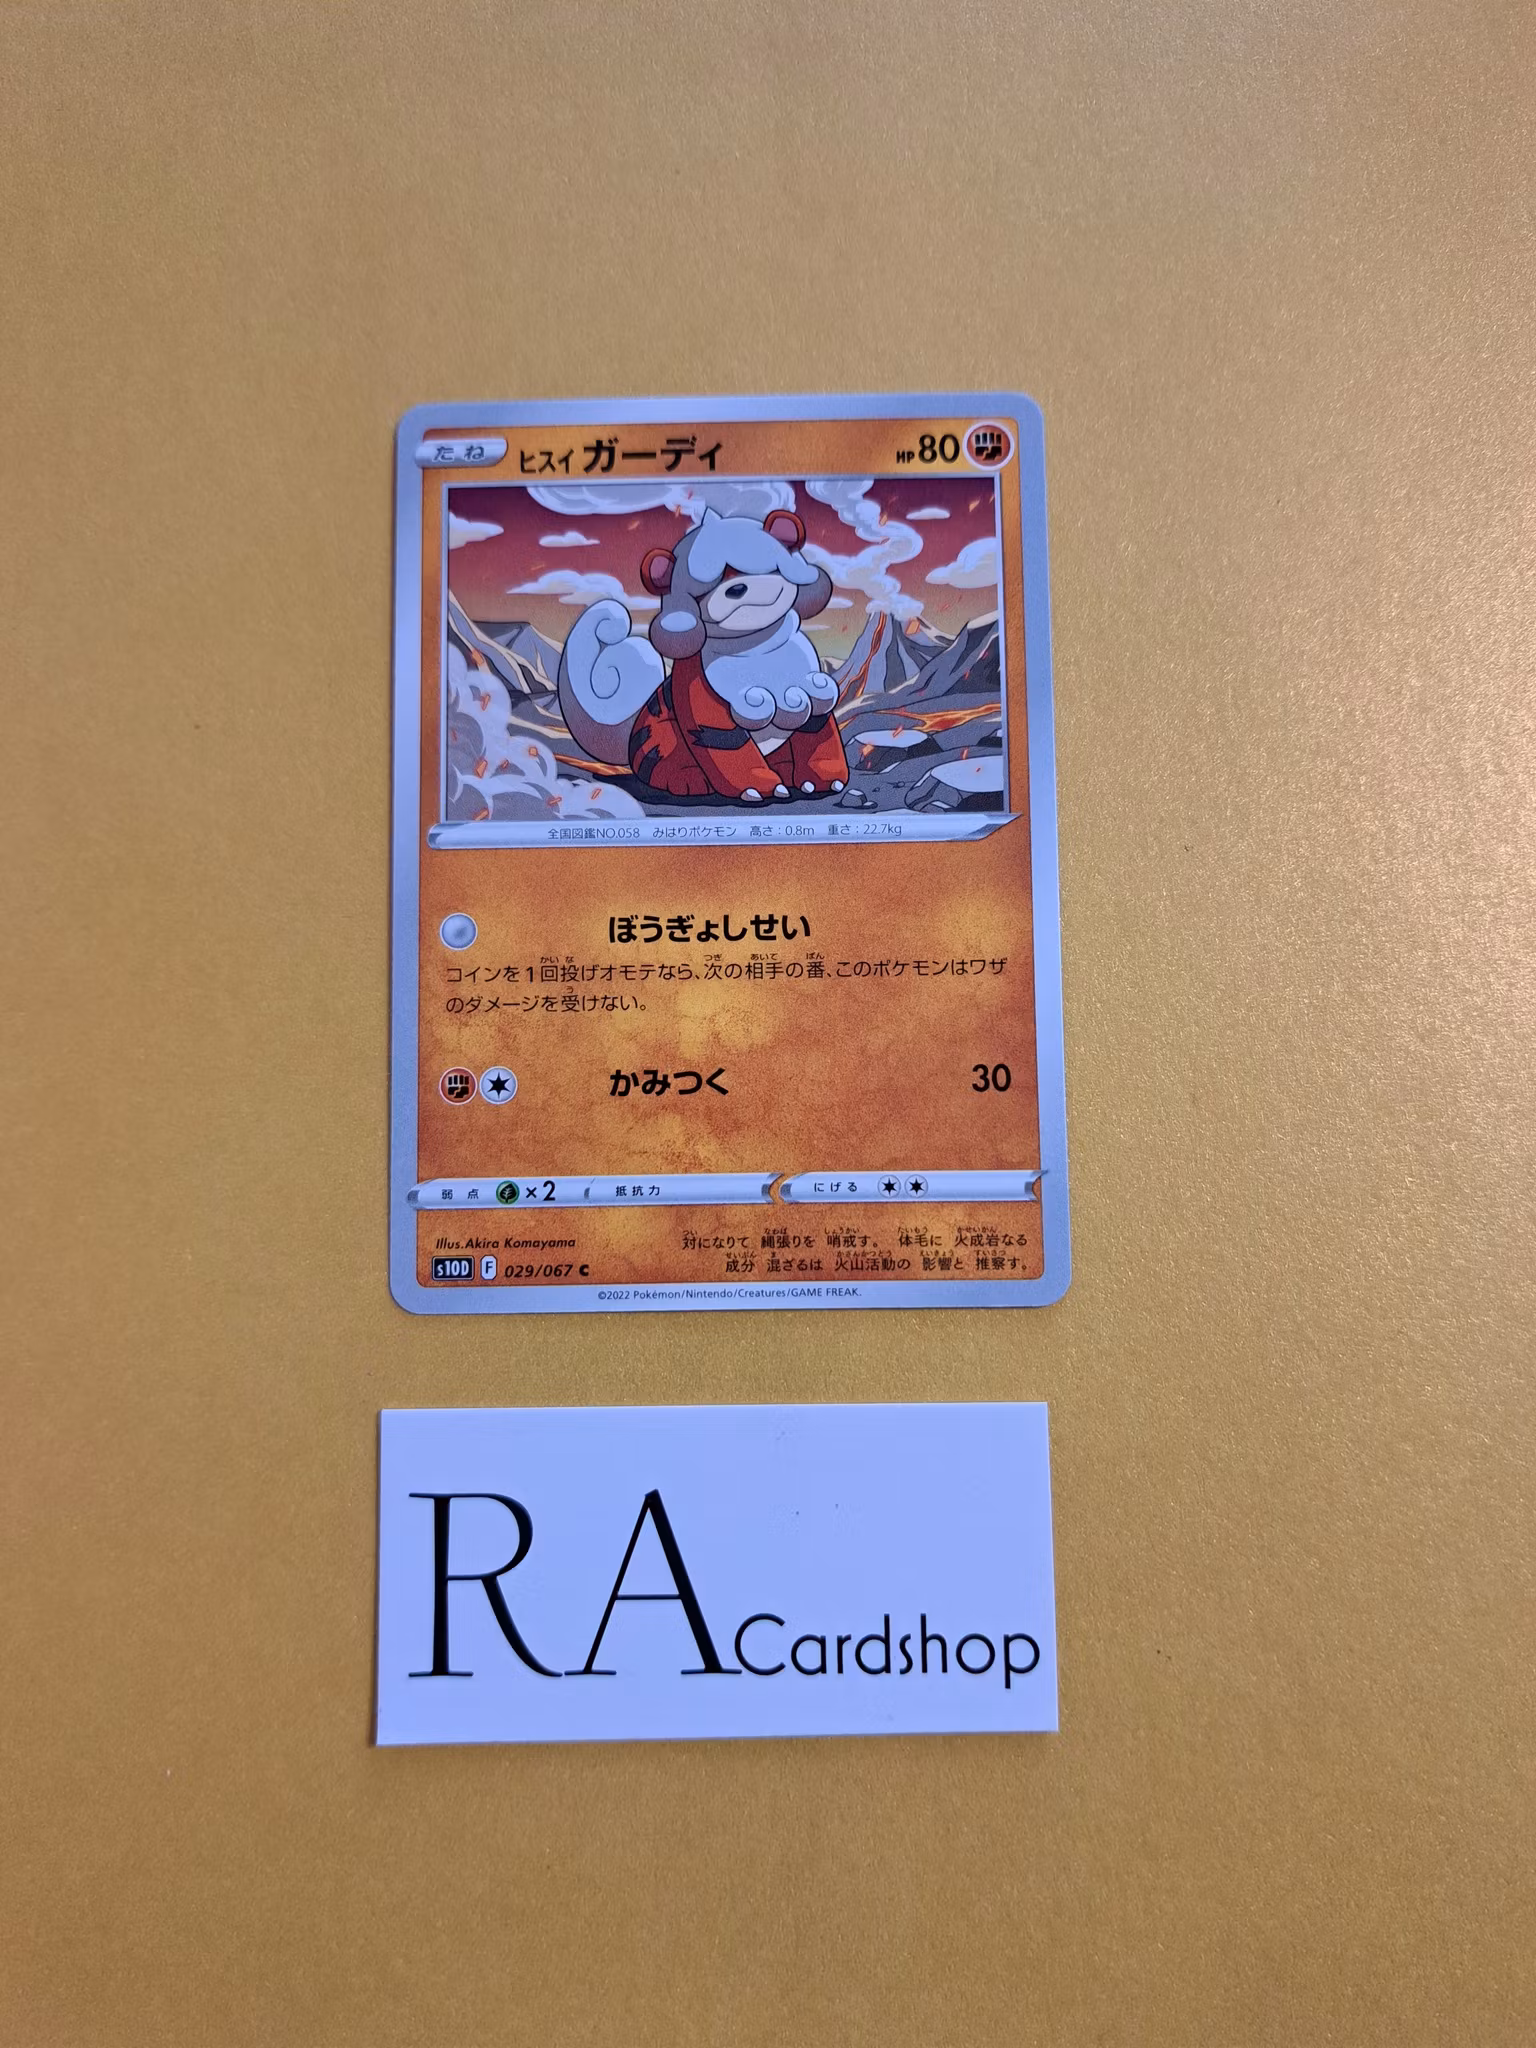 たね ヒスイ ガーディ HP 80
全国図鑑NO.058 みはりポケモン 高さ：0.8m 重さ：22.7kg
ぼうぎょしせい
コインを1回投げオモテなら、次の相手の番、このポケモンはワザ
のダメージを受けない。
かみつく 30
弱点 ×2 抵抗力 にげる
Illus.Akira Komayama
対になりて 縄張りを 哨戒す。 体毛に 火成岩なる
成分 混ざるは 火山活動の 影響と 推察す。
s10D F 029/067 C
©2022 Pokémon/Nintendo/Creatures/GAME FREAK.
RA Cardshop